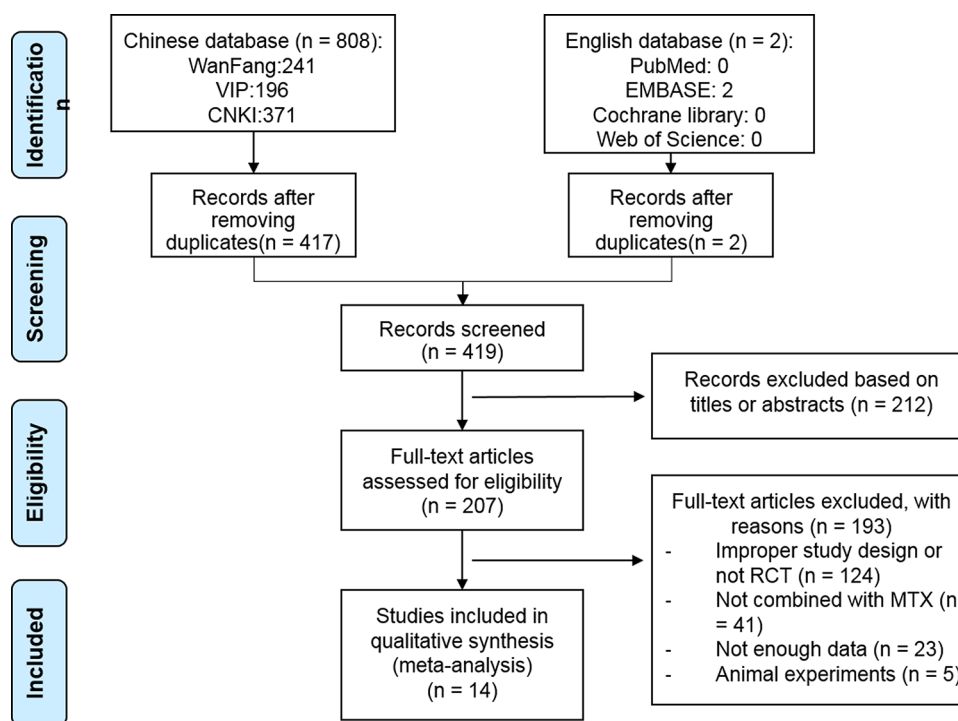 Identificatio
n
Chinese database (n = 808):
WanFang:241
VIP:196
CNKI:371
English database (n = 2):
PubMed: 0
EMBASE: 2
Cochrane library: 0
Web of Science: 0
Records after
removing
duplicates(n = 417)
Records after
removing
duplicates(n = 2)
Screening
Records screened
(n = 419)
Records excluded based on
titles or abstracts (n = 212)
Eligibility
Full-text articles
assessed for eligibility
(n = 207)
Full-text articles excluded, with
reasons (n = 193)
- Improper study design or
not RCT (n = 124)
- Not combined with MTX (n
= 41)
- Not enough data (n = 23)
- Animal experiments (n = 5)
Included
Studies included in
qualitative synthesis
(meta-analysis)
(n = 14)